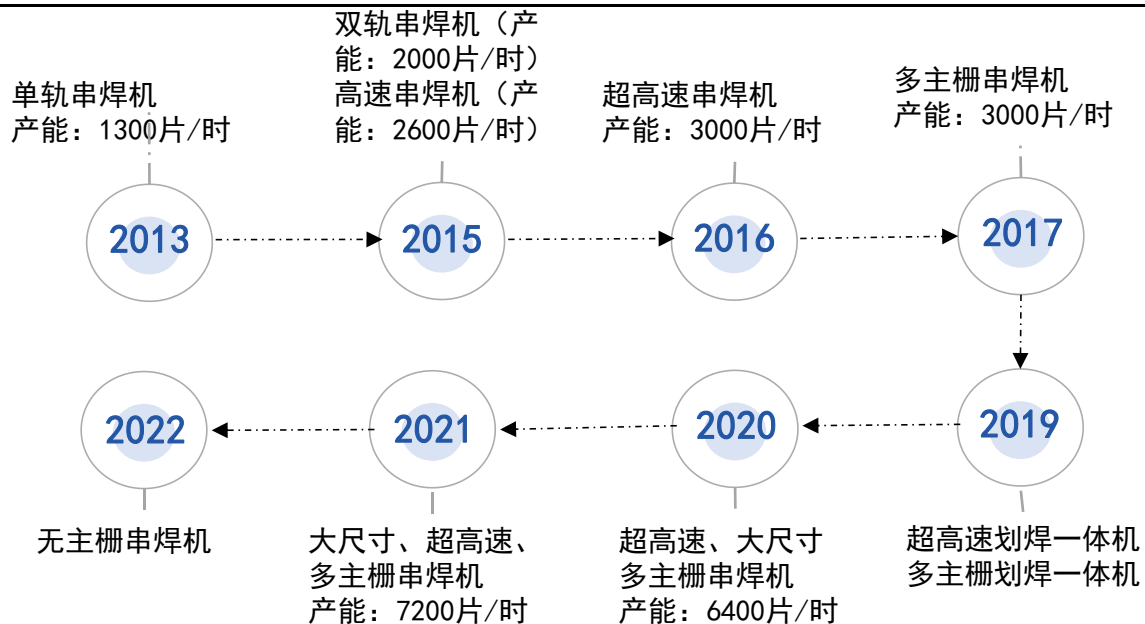 单轨串焊机
产能：1300片/时
双轨串焊机（产
能：2000片/时）
高速串焊机（产
能：2600片/时）
超高速串焊机
产能：3000片/时
多主栅串焊机
产能：3000片/时
2013
2015
2016
2017
2019
超高速划焊一体机
多主栅划焊一体机
2020
超高速、大尺寸
多主栅串焊机
产能：6400片/时
2021
大尺寸、超高速、
多主栅串焊机
产能：7200片/时
2022
无主栅串焊机